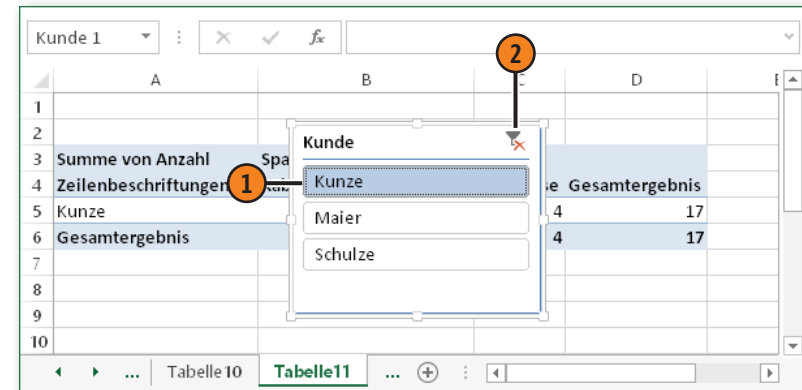 Kunde 1 fx
2
A B C D E
1
2
Kunde
3 Summe von Anzahl Spa
4 Zeilenbeschriftungen 1 Kunze se Gesamtergebnis
5 Kunze Maier 4 17
6 Gesamtergebnis 4 17
Schulze
7
8
9
10
... Tabelle10 Tabelle11 ...